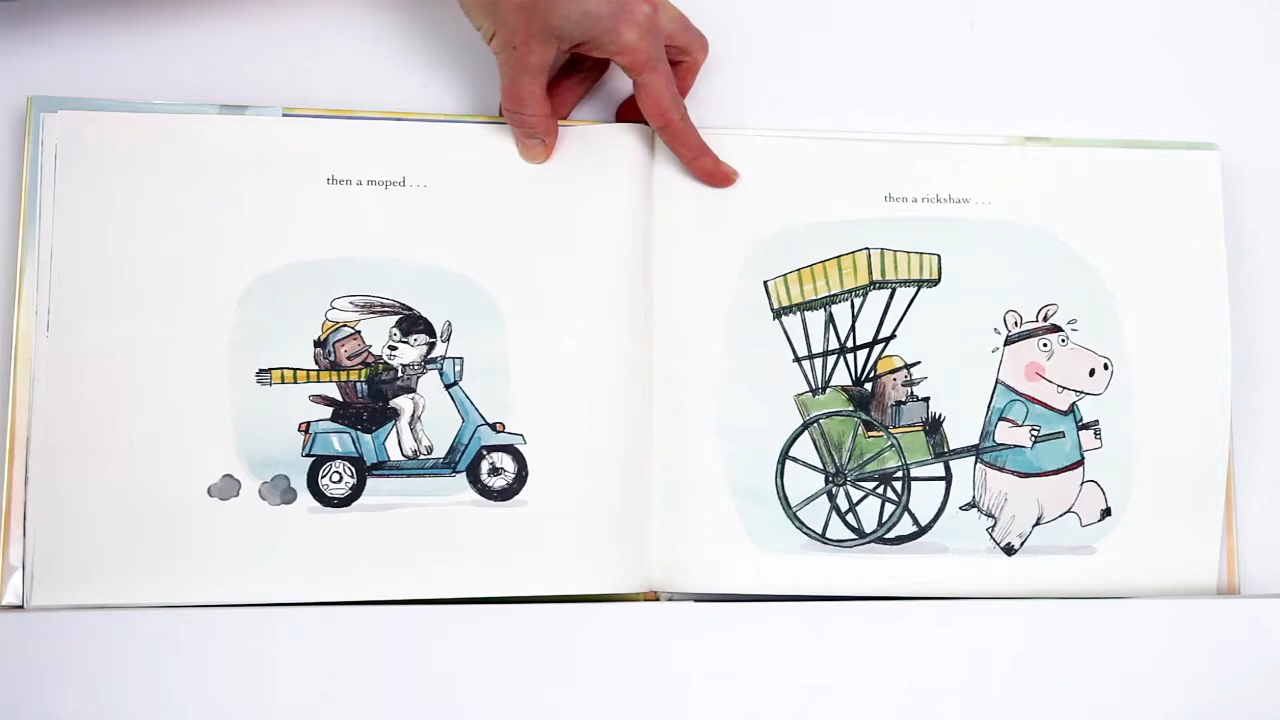 then a moped . . .
then a rickshaw . . .